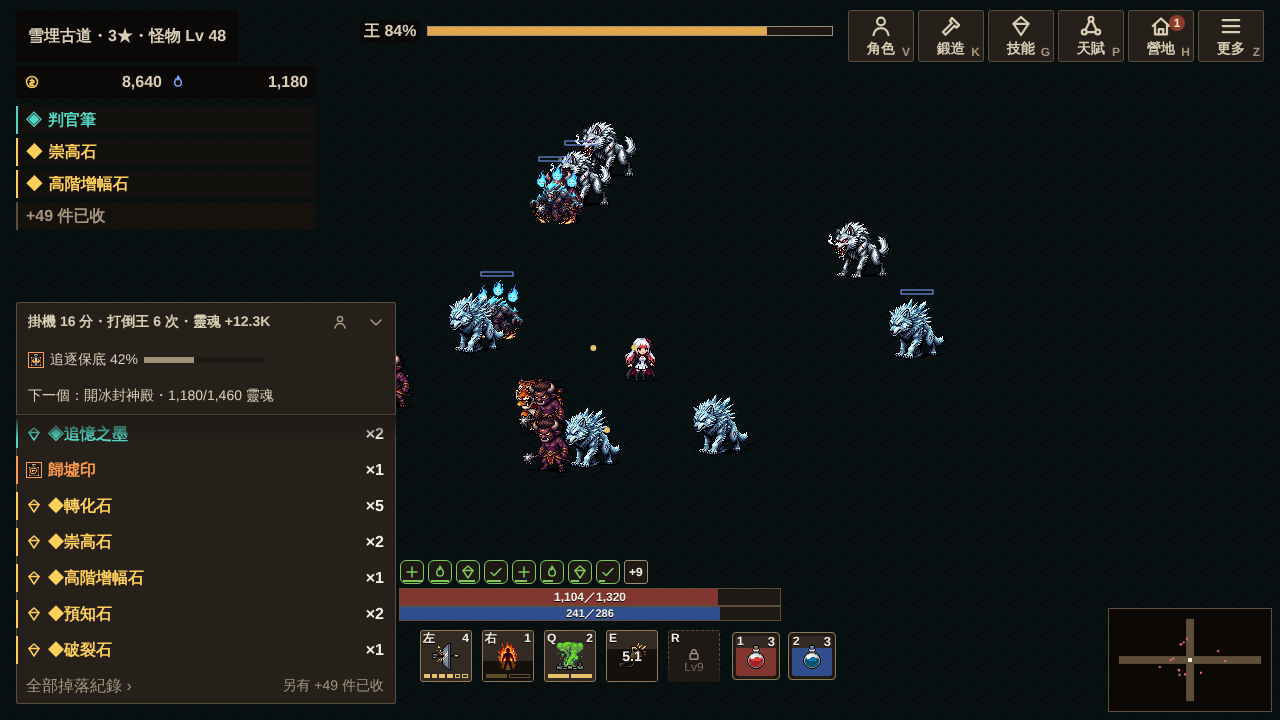 雪埋古道・3★・怪物 Lv 48
8,640 1,180
判官筆
崇高石
高階增幅石
+49 件已收
王 84%
角色 V
鍛造 K
技能 G
天賦 P
營地 H 1
更多 Z
掛機 16 分・打倒王 6 次・靈魂 +12.3K
追逐保底 42%
下一個：開冰封神殿・1,180/1,460 靈魂
◈追憶之墨 ×2
歸墟印 ×1
◆轉化石 ×5
◆崇高石 ×2
◆高階增幅石 ×1
◆預知石 ×2
◆破裂石 ×1
全部掉落紀錄 › 另有 +49 件已收
+9
1,104／1,320
241／286
左 4
右 1
Q 2
E 5.1
R Lv9
1 3
2 3